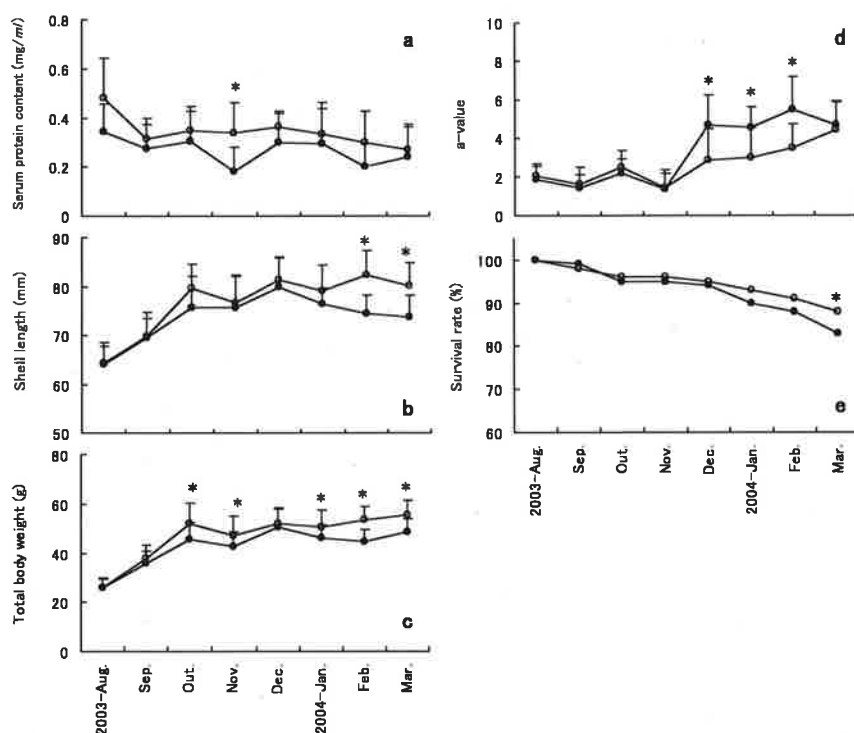 Serum protein content (mg/ml)
0.8
0.6
0.4
0.2
0
a
*
Shell length (mm)
90
80
70
60
50
b
*
*
Total body weight (g)
80
60
40
20
0
c
*
*
*
*
*
2003-Aug.
Sep.
Out.
Nov.
Dec.
2004-Jan.
Feb.
Mar.
a-value
10
8
6
4
2
0
d
*
*
*
Survival rate (%)
100
90
80
70
60
e
*
2003-Aug.
Sep.
Out.
Nov.
Dec.
2004-Jan.
Feb.
Mar.